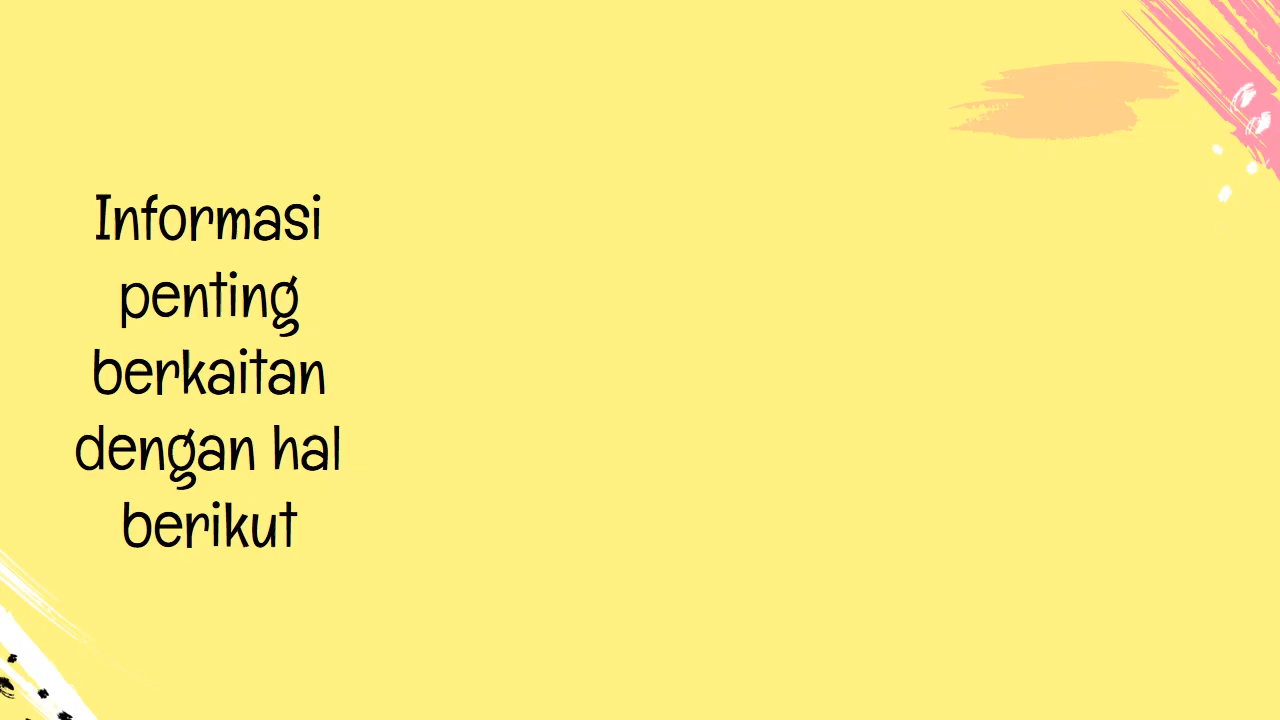 Informasi
penting
berkaitan
dengan hal
berikut